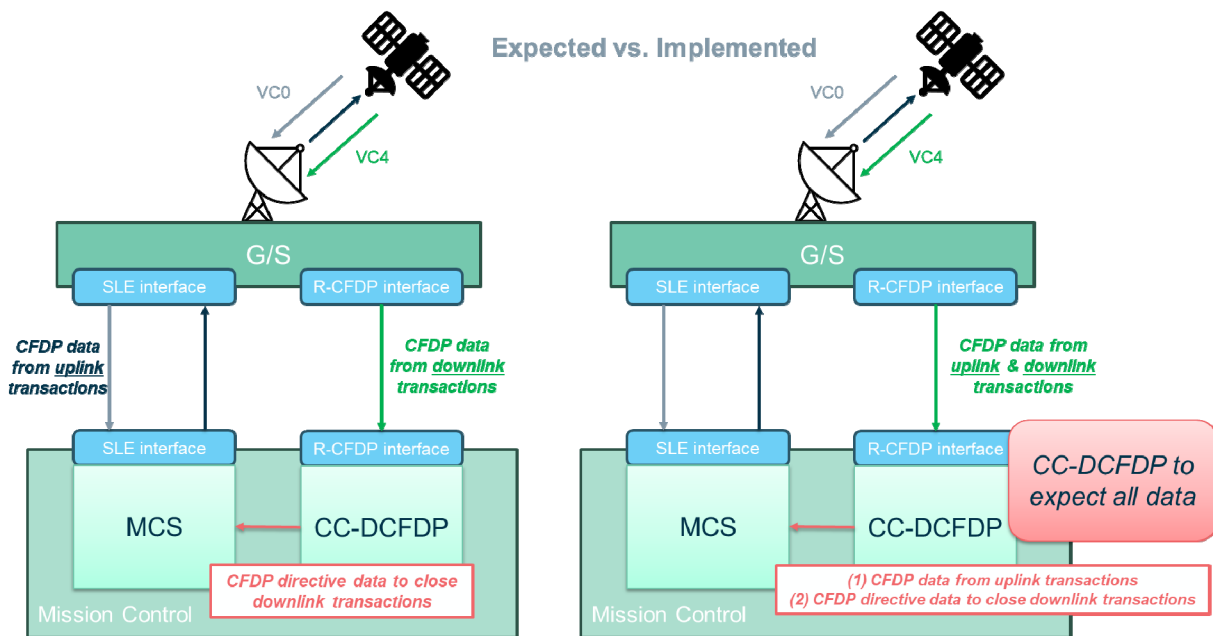 Expected vs. Implemented
VC0
VC4
G/S
SLE interface
R-CFDP interface
CFDP data
from uplink
transactions
CFDP data
from downlink
transactions
SLE interface
R-CFDP interface
MCS
CC-DCFDP
CFDP directive data to close
downlink transactions
Mission Control
VC0
VC4
G/S
SLE interface
R-CFDP interface
CFDP data from
uplink & downlink
transactions
SLE interface
R-CFDP interface
CC-DCFDP to
expect all data
MCS
CC-DCFDP
(1) CFDP data from uplink transactions
(2) CFDP directive data to close downlink transactions
Mission Control